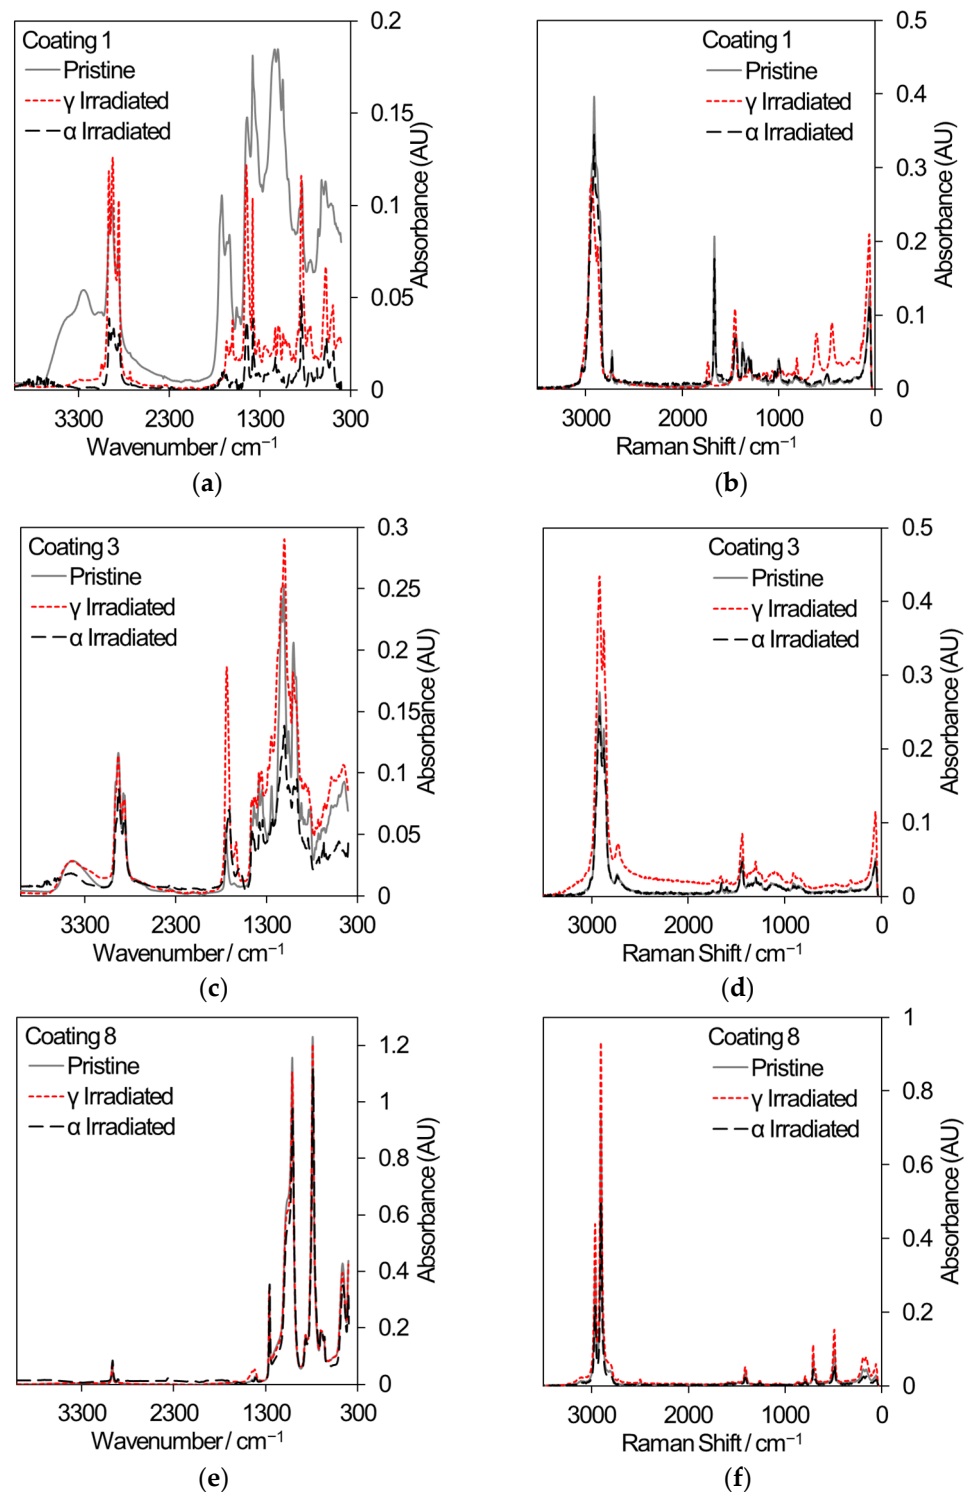 Coating 1
Pristine
γ Irradiated
α Irradiated
0.2
0.15
0.1
0.05
0
Absorbance (AU)
3300 2300 1300 300
Wavenumber / cm⁻¹
(a)
Coating 1
Pristine
γ Irradiated
α Irradiated
0.5
0.4
0.3
0.2
0.1
0
Absorbance (AU)
3000 2000 1000 0
Raman Shift / cm⁻¹
(b)
Coating 3
Pristine
γ Irradiated
α Irradiated
0.3
0.25
0.2
0.15
0.1
0.05
0
Absorbance (AU)
3300 2300 1300 300
Wavenumber / cm⁻¹
(c)
Coating 3
Pristine
γ Irradiated
α Irradiated
0.5
0.4
0.3
0.2
0.1
0
Absorbance (AU)
3000 2000 1000 0
Raman Shift / cm⁻¹
(d)
Coating 8
Pristine
γ Irradiated
α Irradiated
1.2
1
0.8
0.6
0.4
0.2
0
Absorbance (AU)
3300 2300 1300 300
Wavenumber / cm⁻¹
(e)
Coating 8
Pristine
γ Irradiated
α Irradiated
1
0.8
0.6
0.4
0.2
0
Absorbance (AU)
3000 2000 1000 0
Raman Shift / cm⁻¹
(f)